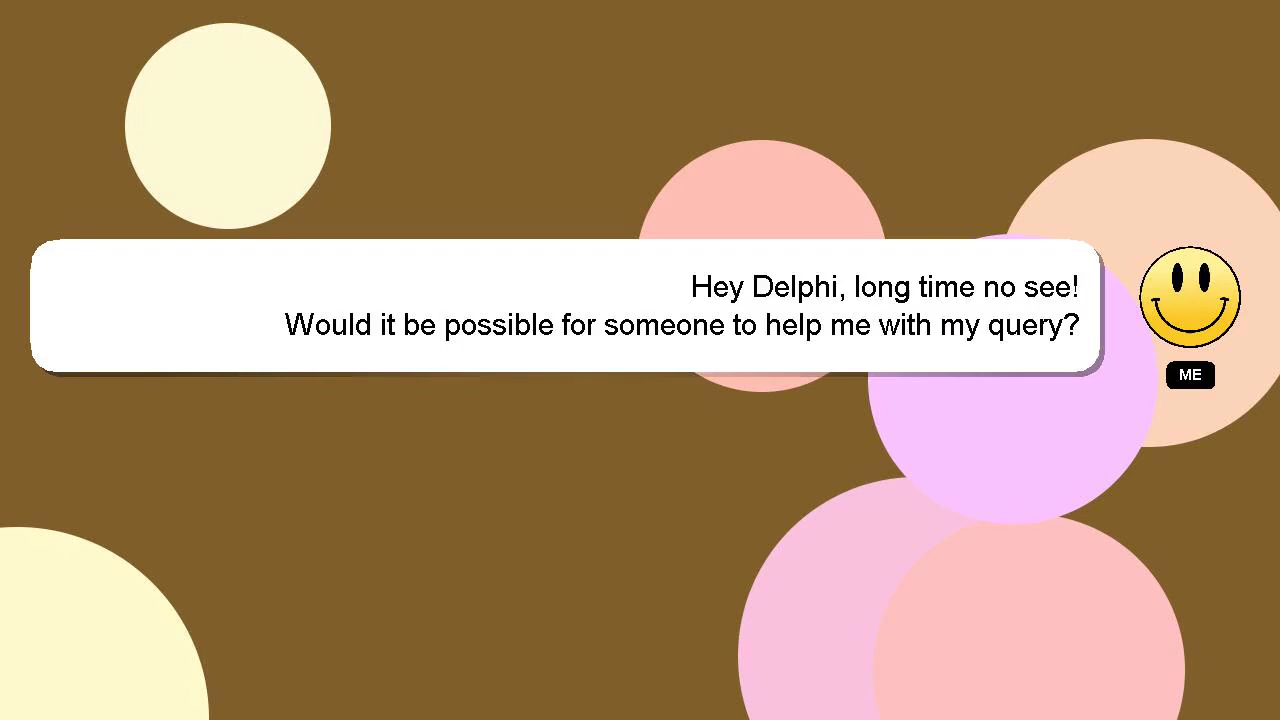 Hey Delphi, long time no see!
Would it be possible for someone to help me with my query?
ME